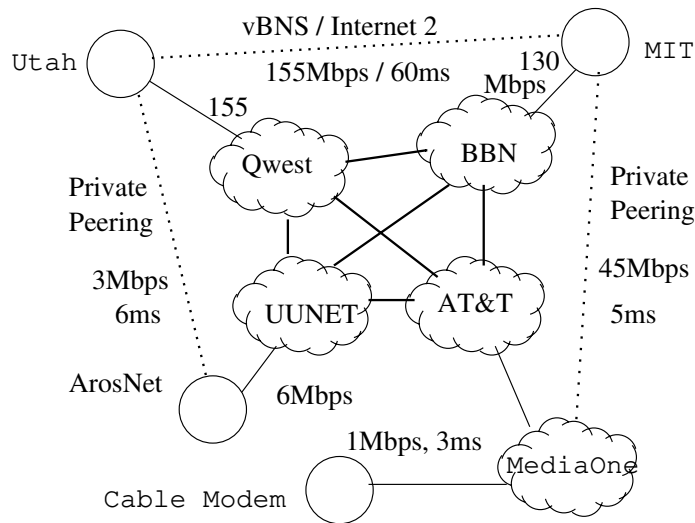 vBNS / Internet 2
Utah
MIT
155Mbps / 60ms
130
Mbps
155
Qwest
BBN
Private
Peering
Private
Peering
3Mbps
6ms
45Mbps
5ms
UUNET
AT&T
ArosNet
6Mbps
1Mbps, 3ms
MediaOne
Cable Modem